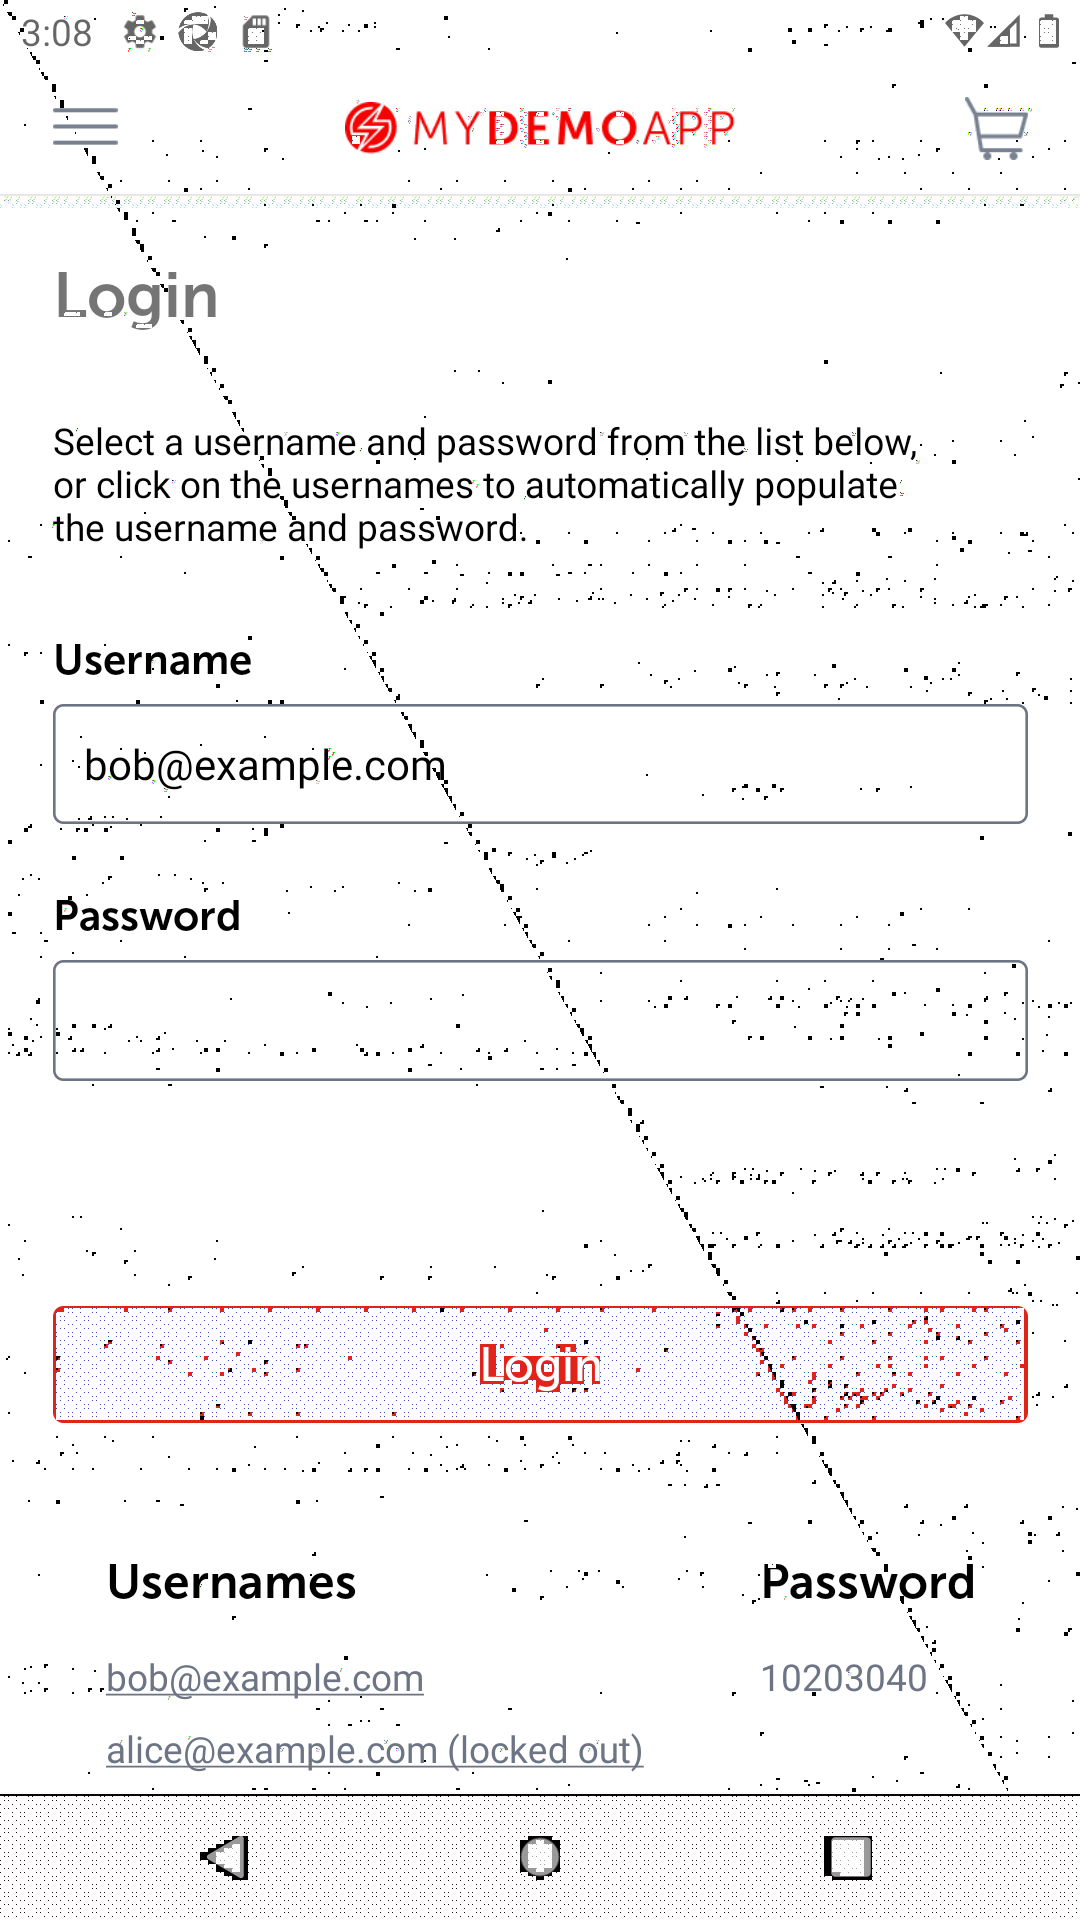 3:08
MYDEMOAPP
Login
Select a username and password from the list below,
or click on the usernames to automatically populate
the username and password.
Username
bob@example.com
Password
Login
Usernames Password
bob@example.com 10203040
alice@example.com (locked out)